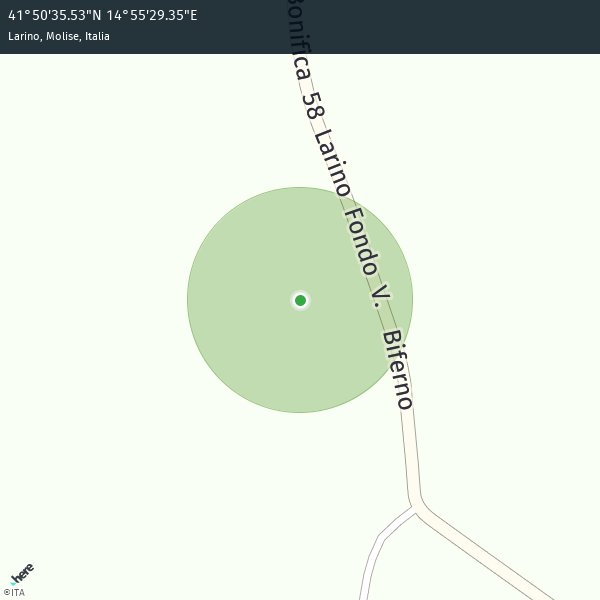 41°50'35.53"N 14°55'29.35"E
Larino, Molise, Italia
Bonifica 58 Larino Fondo V. Biferno
here
©ITA